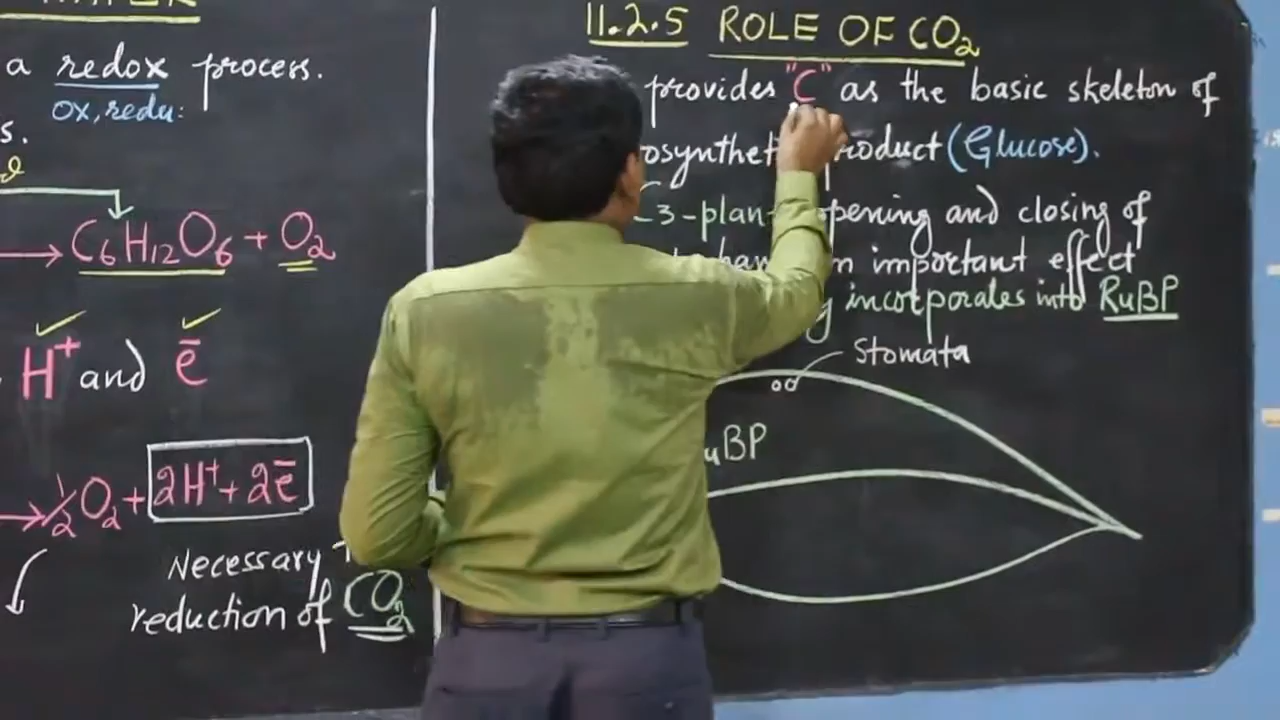 a redox process.
ox, redu:
s.
→ C6H12O6 + O2
H+ and ē
→ ½O2 + 2H+ + 2ē
Necessary
reduction of CO2
11.2.5 ROLE OF CO2
provides "C" as the basic skeleton of
product (Glucose).
C-3-plan opening and closing of
important effect
incorporates into RuBP
Stomata
uBP